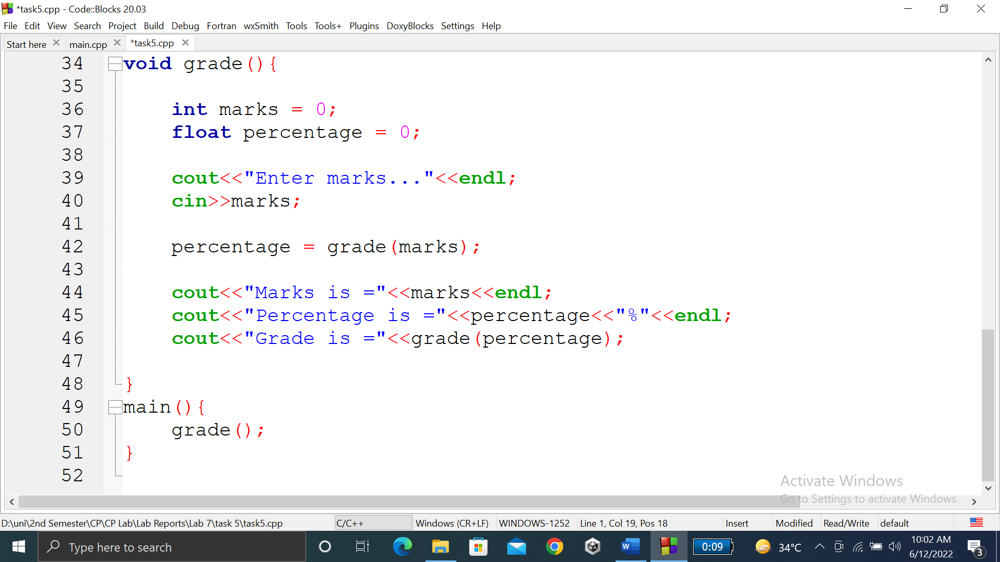 *task5.cpp - Code::Blocks 20.03
File Edit View Search Project Build Debug Fortran wxSmith Tools Tools+ Plugins DoxyBlocks Settings Help
Start here main.cpp *task5.cpp
34 void grade(){
35
36 int marks = 0;
37 float percentage = 0;
38
39 cout<<"Enter marks..."<<endl;
40 cin>>marks;
41
42 percentage = grade(marks);
43
44 cout<<"Marks is ="<<marks<<endl;
45 cout<<"Percentage is ="<<percentage<<"%"<<endl;
46 cout<<"Grade is ="<<grade(percentage);
47
48 }
49 main(){
50 grade();
51 }
52
Activate Windows
Go to Settings to activate Windows.
D:\uni\2nd Semester\CP\CP Lab\Lab Reports\Lab 7\task 5\task5.cpp C/C++ Windows (CR+LF) WINDOWS-1252 Line 1, Col 19, Pos 18 Insert Modified Read/Write default
Type here to search W 0:09 34°C 10:02 AM
6/12/2022 3